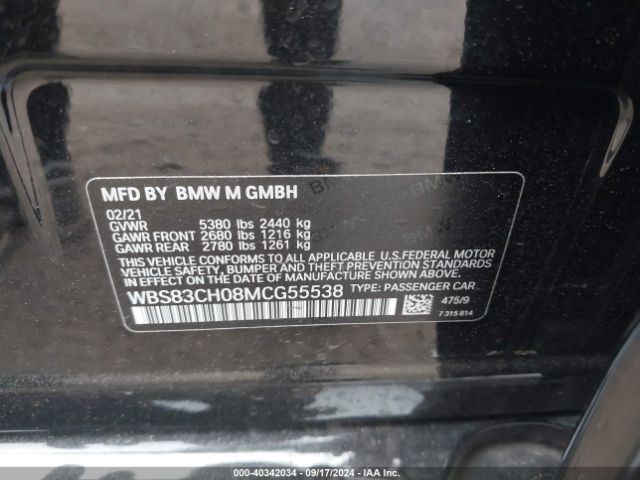 MFD BY BMW M GMBH
02/21
GVWR 5380 lbs 2440 kg
GAWR FRONT 2680 lbs 1216 kg
GAWR REAR 2780 lbs 1261 kg
THIS VEHICLE CONFORMS TO ALL APPLICABLE U.S. FEDERAL MOTOR
VEHICLE SAFETY, BUMPER, AND THEFT PREVENTION STANDARDS
IN EFFECT ON THE DATE OF MANUFACTURE SHOWN ABOVE.
WBS83CH08MCG55538 TYPE: PASSENGER CAR
475/9
7 315 814
000-40342034 - 09/17/2024 - IAA Inc.